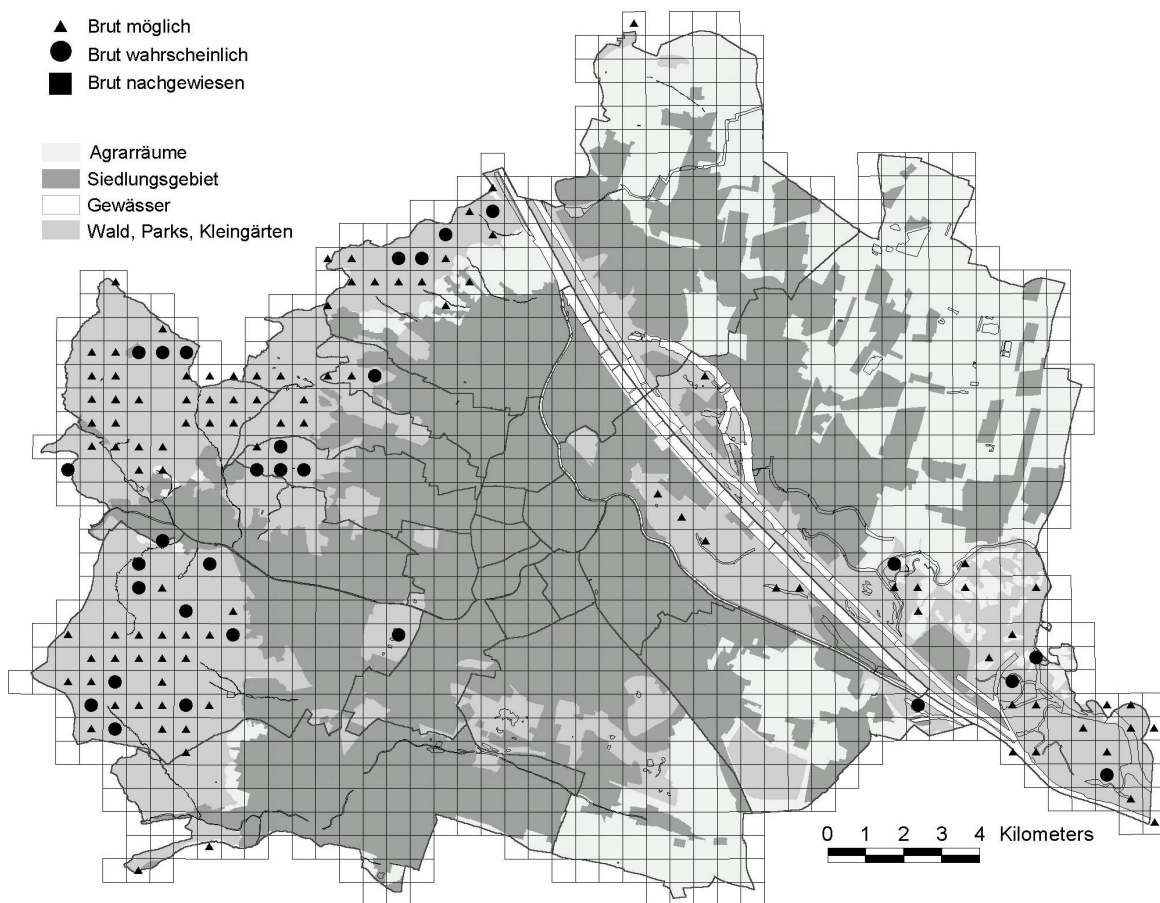 Brut möglich
Brut wahrscheinlich
Brut nachgewiesen
Agrarräume
Siedlungsgebiet
Gewässer
Wald, Parks, Kleingärten
0 1 2 3 4 Kilometers